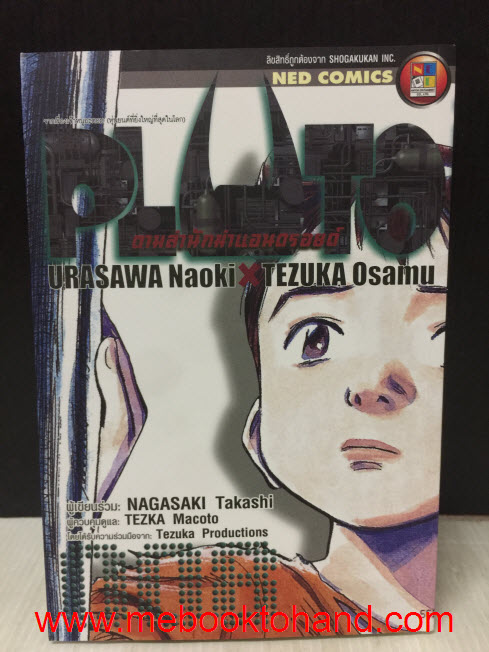 ลิขสิทธิ์ถูกต้องจาก SHOGAKUKAN INC.
NED COMICS
PLUTO
ตามล่านักฆ่าแอนดรอยด์
URASAWA Naoki X TEZUKA Osamu
ผู้เขียนร่วม: NAGASAKI Takashi
ผู้ควบคุมดูแล: TEZKA Macoto
โดยได้รับความร่วมมือจาก: Tezuka Productions
www.mebooktohand.com